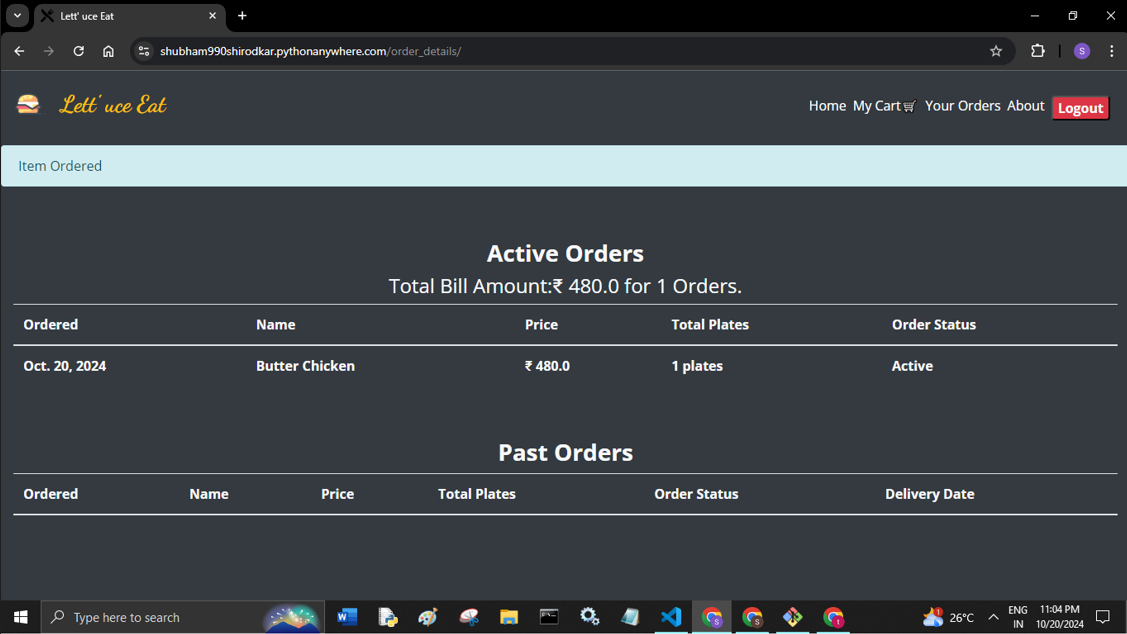 Lett' uce Eat
shubham990shirodkar.pythonanywhere.com/order_details/
S
Lett' uce Eat
Home My Cart Your Orders About Logout
Item Ordered
Active Orders
Total Bill Amount:₹ 480.0 for 1 Orders.
Ordered Name Price Total Plates Order Status
Oct. 20, 2024 Butter Chicken ₹ 480.0 1 plates Active
Past Orders
Ordered Name Price Total Plates Order Status Delivery Date
Type here to search
26°C
ENG
IN
11:04 PM
10/20/2024